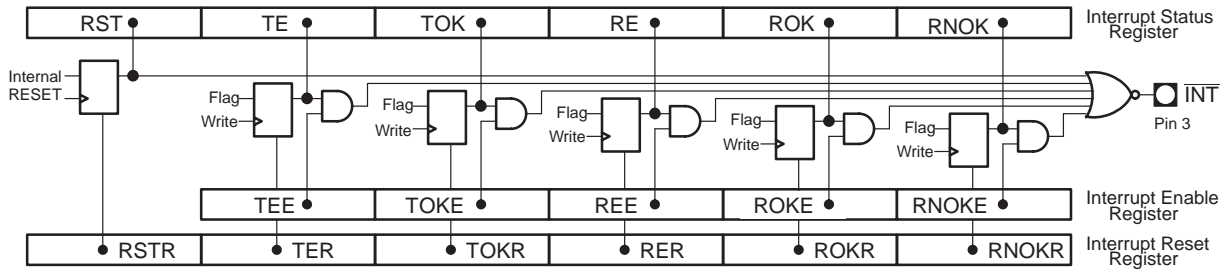 RST TE TOK RE ROK RNOK Interrupt Status
Register
Internal
RESET
Flag
Write
Flag
Write
Flag
Write
Flag
Write
Flag
Write
INT
Pin 3
TEE TOKE REE ROKE RNOKE Interrupt Enable
Register
RSTR TER TOKR RER ROKR RNOKR Interrupt Reset
Register